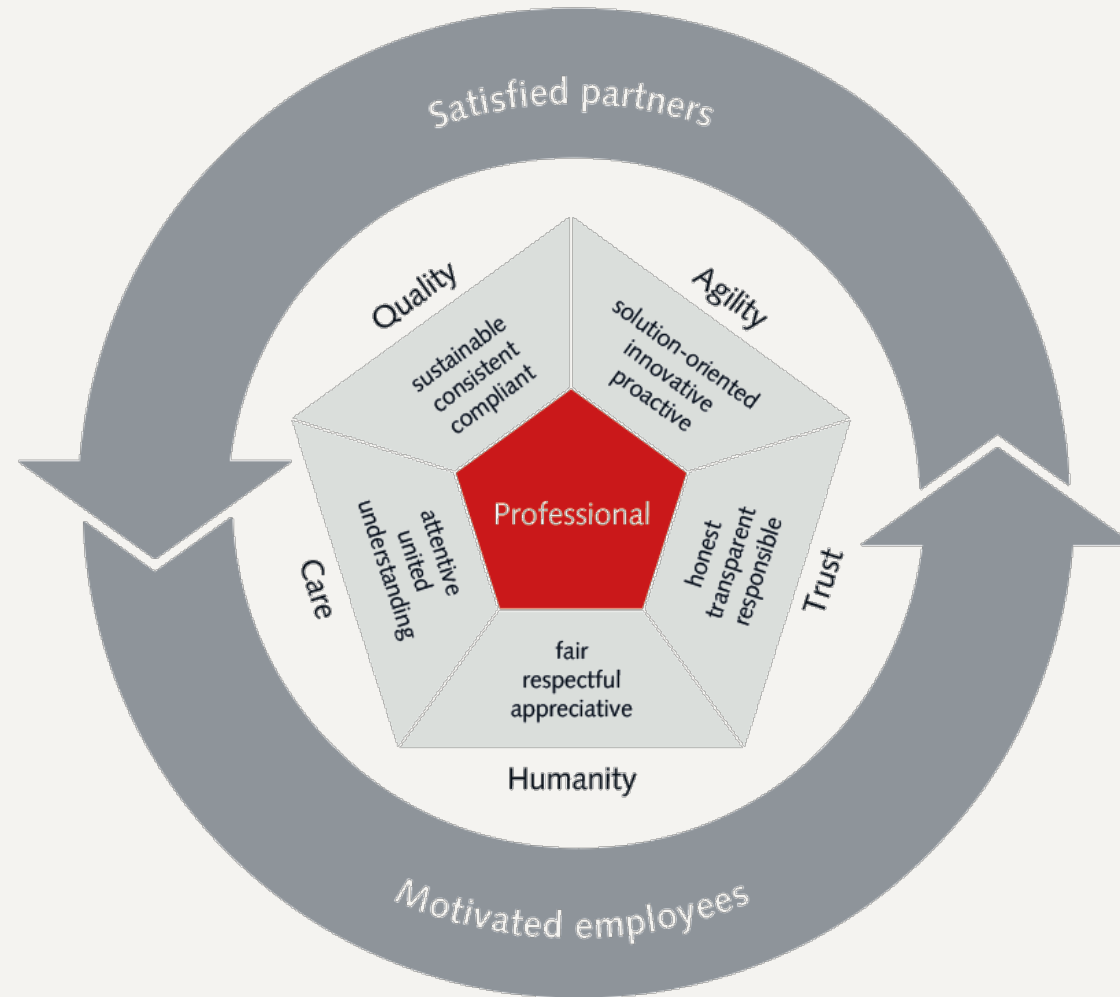 Satisfied partners
Quality
sustainable
consistent
compliant
Agility
solution-oriented
innovative
proactive
Professional
Care
attentive
united
understanding
Trust
honest
transparent
responsible
fair
respectful
appreciative
Humanity
Motivated employees